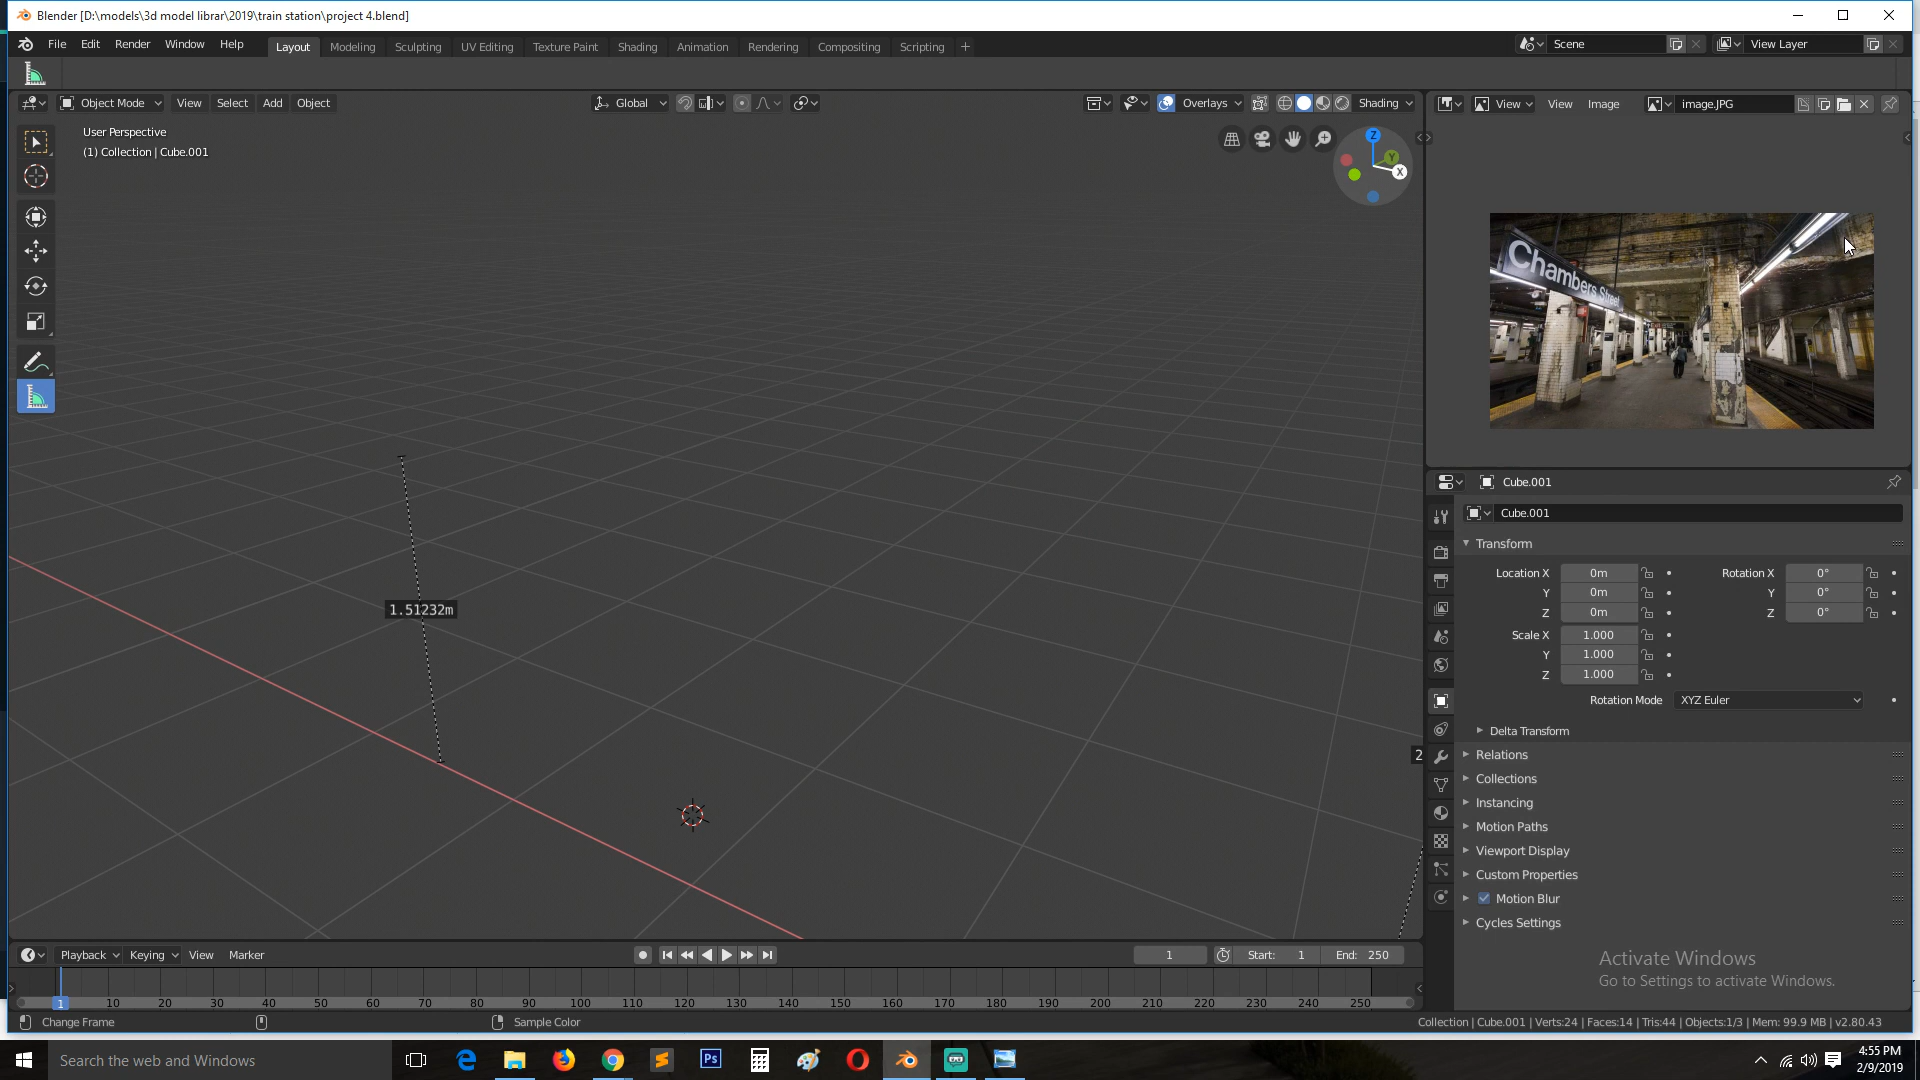 Blender [D:\models\3d model librar\2019\train station\project 4.blend]
File Edit Render Window Help Layout Modeling Sculpting UV Editing Texture Paint Shading Animation Rendering Compositing Scripting + Scene View Layer
Object Mode View Select Add Object Global Overlays Shading View View Image image.JPG
User Perspective
(1) Collection | Cube.001
Z
Y
X
Chambers Street
1.51232m
2
Cube.001
Cube.001
Transform
Location X 0m Rotation X 0°
Y 0m Y 0°
Z 0m Z 0°
Scale X 1.000
Y 1.000
Z 1.000
Rotation Mode XYZ Euler
Delta Transform
Relations
Collections
Instancing
Motion Paths
Viewport Display
Custom Properties
Motion Blur
Cycles Settings
Activate Windows
Go to Settings to activate Windows.
Playback Keying View Marker 1 Start: 1 End: 250
1 10 20 30 40 50 60 70 80 90 100 110 120 130 140 150 160 170 180 190 200 210 220 230 240 250
Change Frame Sample Color Collection | Cube.001 | Verts:24 | Faces:14 | Tris:44 | Objects:1/3 | Mem: 99.9 MB | v2.80.43
Search the web and Windows
Ps
4:55 PM
2/9/2019